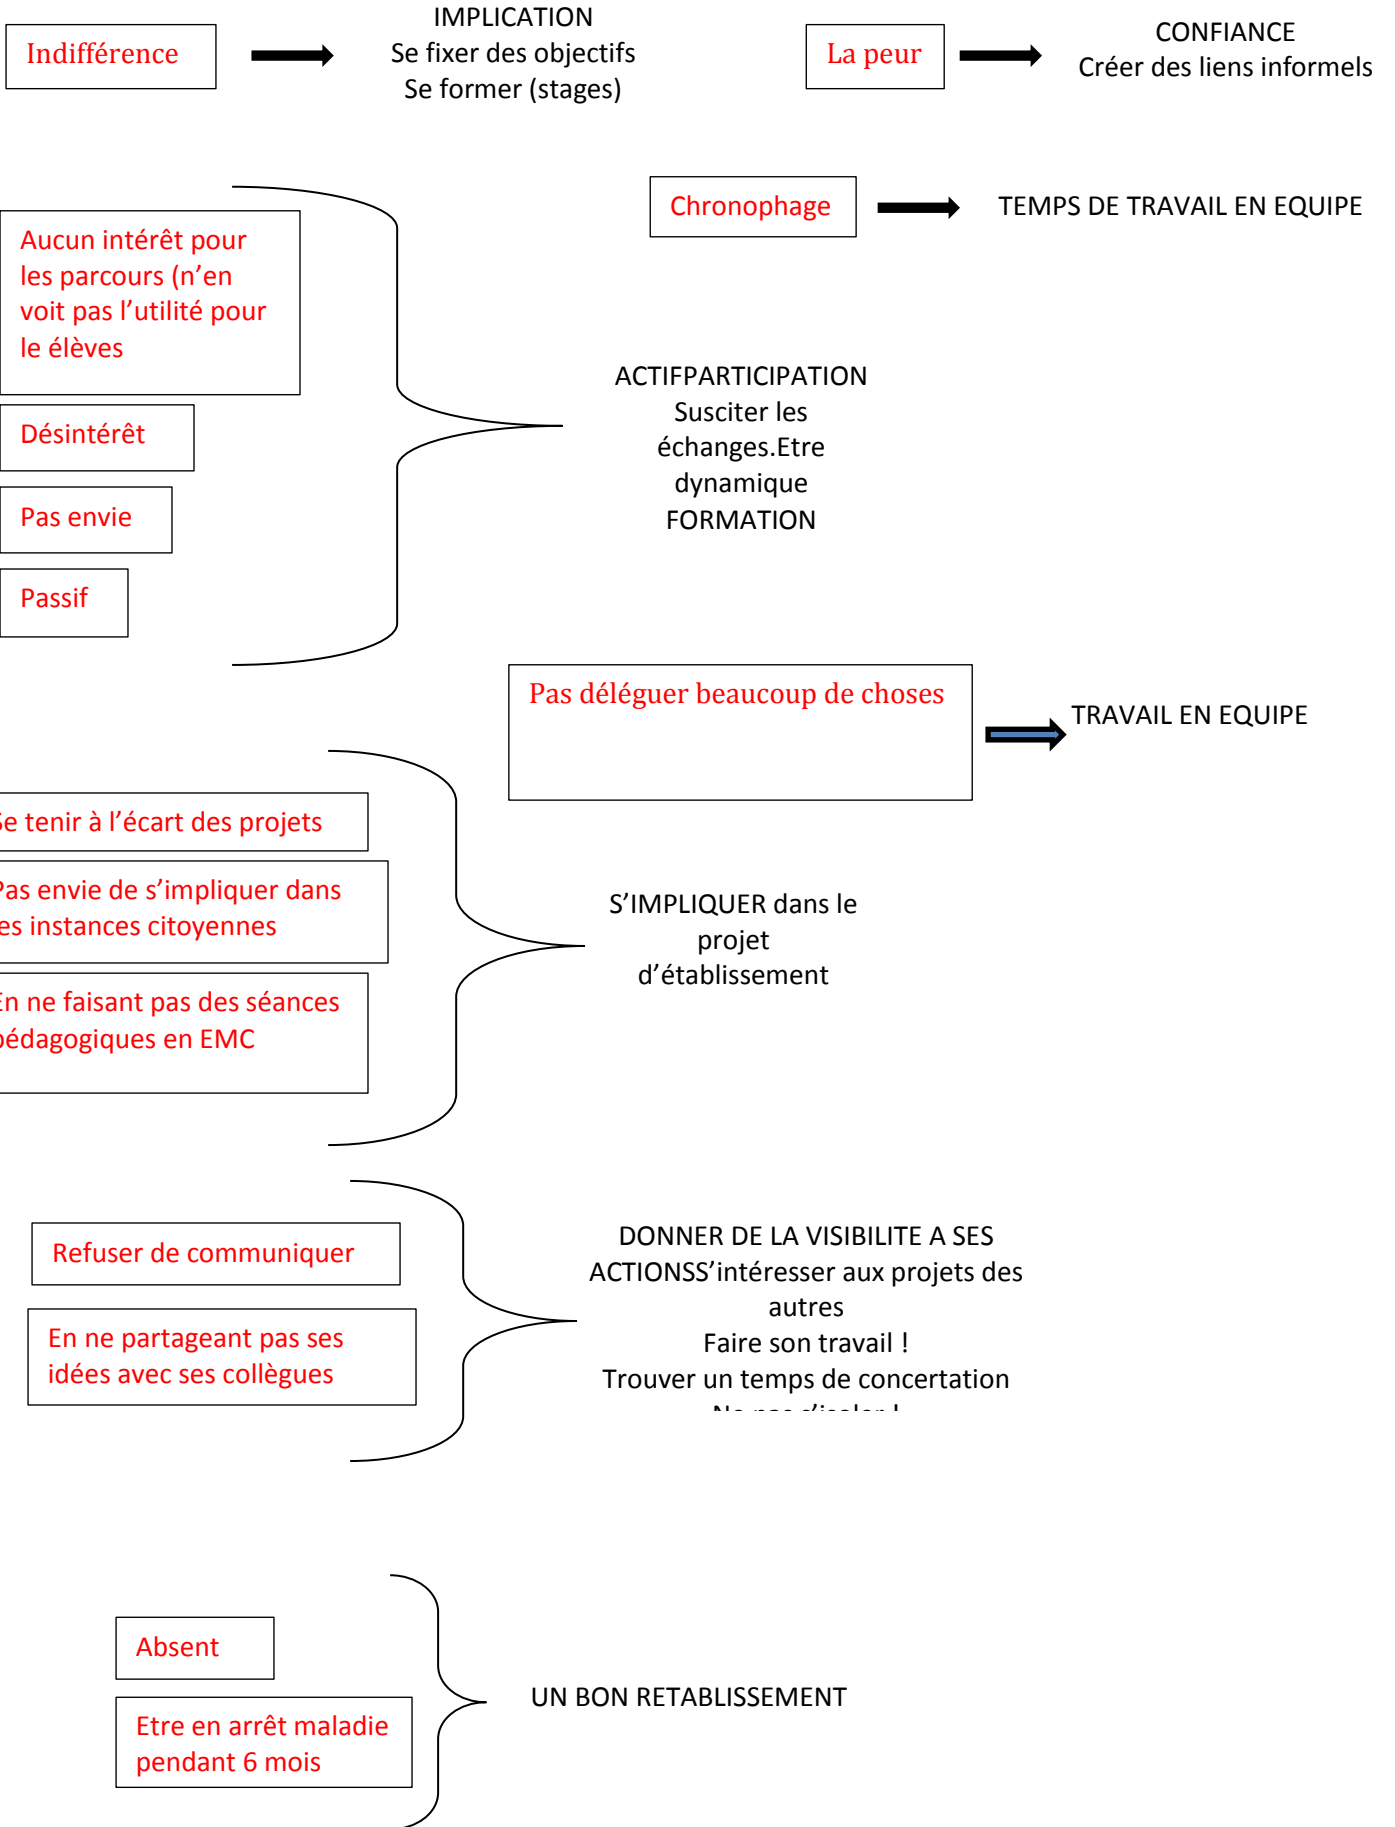 Indifférence
IMPLICATION
Se fixer des objectifs
Se former (stages)
La peur
CONFIANCE
Créer des liens informels
Chronophage
TEMPS DE TRAVAIL EN EQUIPE
Aucun intérêt pour
les parcours (n’en
voit pas l’utilité pour
le élèves
Désintérêt
Pas envie
Passif
ACTIFPARTICIPATION
Susciter les
échanges.Etre
dynamique
FORMATION
Pas déléguer beaucoup de choses
TRAVAIL EN EQUIPE
Se tenir à l’écart des projets
Pas envie de s’impliquer dans
les instances citoyennes
En ne faisant pas des séances
pédagogiques en EMC
S’IMPLIQUER dans le
projet
d’établissement
Refuser de communiquer
En ne partageant pas ses
idées avec ses collègues
DONNER DE LA VISIBILITE A SES
ACTIONSS’intéresser aux projets des
autres
Faire son travail !
Trouver un temps de concertation
Ne pas s’isoler !
Absent
Etre en arrêt maladie
pendant 6 mois
UN BON RETABLISSEMENT